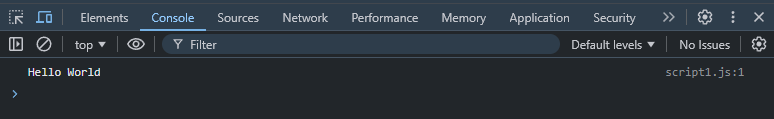 Elements Console Sources Network Performance Memory Application Security
top Filter Default levels No Issues
Hello World script1.js:1